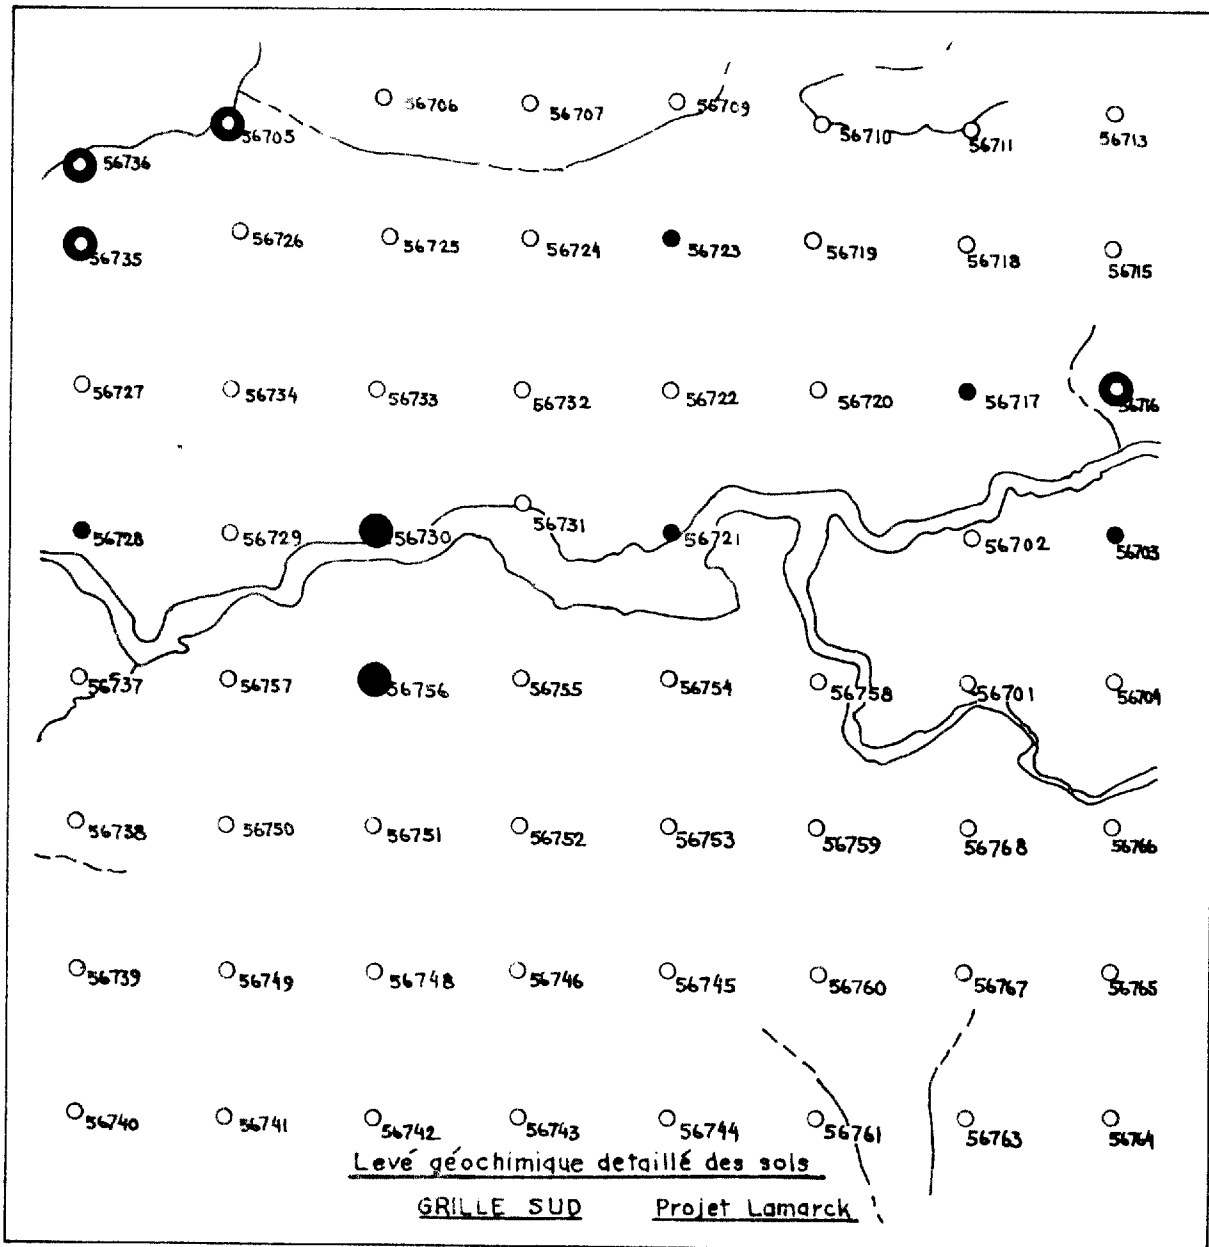 56706 56707 56709
56705 56710 56711 56713
56736
56726 56725 56724 56723 56719 56718 56715
56735
56727 56734 56733 56732 56722 56720 56717 56716
56728 56729 56730 56731 56721 56702 56703
56737 56757 56756 56755 56754 56758 56701 56704
56738 56750 56751 56752 56753 56759 56768 56766
56739 56749 56748 56746 56745 56760 56767 56765
56740 56741 56742 56743 56744 56761 56763 56764
Levé géochimique detaillé des sols
GRILLE SUD Projet Lamarck